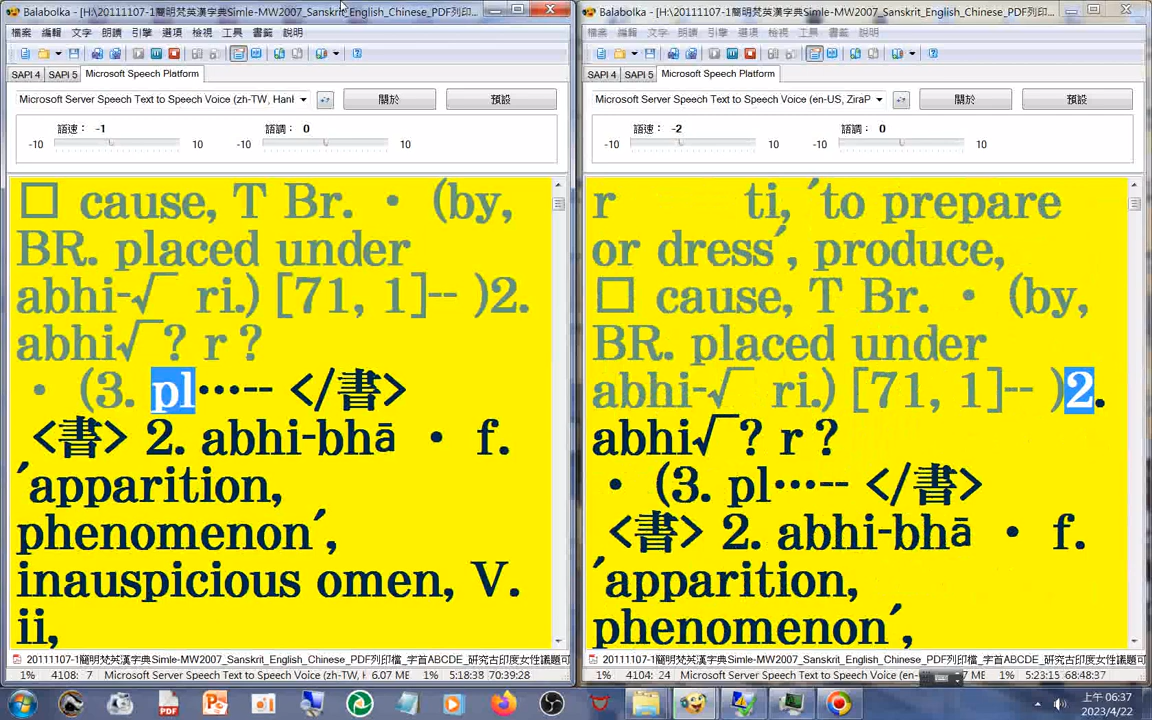 Balabolka - [H:\20111107-1簡明梵英漢字典Simle-MW2007_Sanskrit_English_Chinese_PDF列印...
檔案 編輯 文字 朗讀 引擎 選項 檢視 工具 書籤 說明
SAPI 4 SAPI 5 Microsoft Speech Platform
Microsoft Server Speech Text to Speech Voice (zh-TW, HanI
關於 預設
語速： -1 語調： 0
-10 10 -10 10
□ cause, T Br. • (by,
BR. placed under
abhi-√ ri.) [71, 1]-- )2.
abhi√? r ?
• (3. pl…-- </書>
<書> 2. abhi-bhā • f.
′apparition,
phenomenon′,
inauspicious omen, V.
ii,
20111107-1簡明梵英漢字典Simle-MW2007_Sanskrit_English_Chinese_PDF列印檔_字首ABCDE_研究古印度女性議題可
1% 4108: 7 Microsoft Server Speech Text to Speech Voice (zh-TW, H 6.07 ME 1% 5:18:38 70:39:28
Balabolka - [H:\20111107-1簡明梵英漢字典Simle-MW2007_Sanskrit_English_Chinese_PDF列印...
檔案 編輯 文字 朗讀 引擎 選項 檢視 工具 書籤 說明
SAPI 4 SAPI 5 Microsoft Speech Platform
Microsoft Server Speech Text to Speech Voice (en-US, ZiraP
關於 預設
語速： -2 語調： 0
-10 10 -10 10
r ti, ′to prepare
or dress′, produce,
□ cause, T Br. • (by,
BR. placed under
abhi-√ ri.) [71, 1]-- )2.
abhi√? r ?
• (3. pl…-- </書>
<書> 2. abhi-bhā • f.
′apparition,
phenomenon′,
20111107-1簡明梵英漢字典Simle-MW2007_Sanskrit_English_Chinese_PDF列印檔_字首ABCDE_研究古印度女性議題可
1% 4104: 24 Microsoft Server Speech Text to Speech Voice ME 1% 5:23:15 68:48:37
上午 06:37
2023/4/22